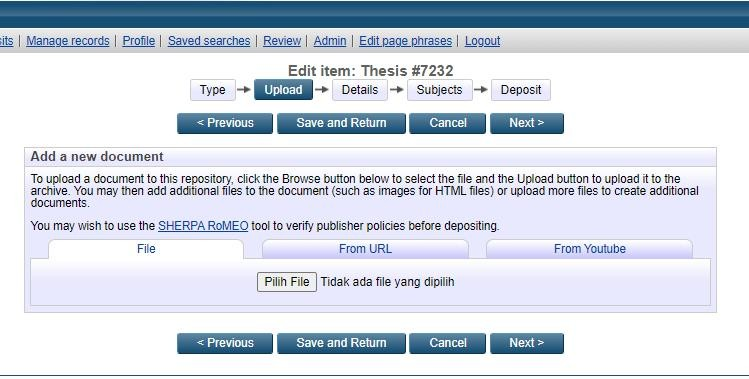 its | Manage records | Profile | Saved searches | Review | Admin | Edit page phrases | Logout
Edit item: Thesis #7232
Type Upload Details Subjects Deposit
< Previous Save and Return Cancel Next >
Add a new document
To upload a document to this repository, click the Browse button below to select the file and the Upload button to upload it to the
archive. You may then add additional files to the document (such as images for HTML files) or upload more files to create additional
documents.
You may wish to use the SHERPA RoMEO tool to verify publisher policies before depositing.
File From URL From Youtube
Pilih File Tidak ada file yang dipilih
< Previous Save and Return Cancel Next >